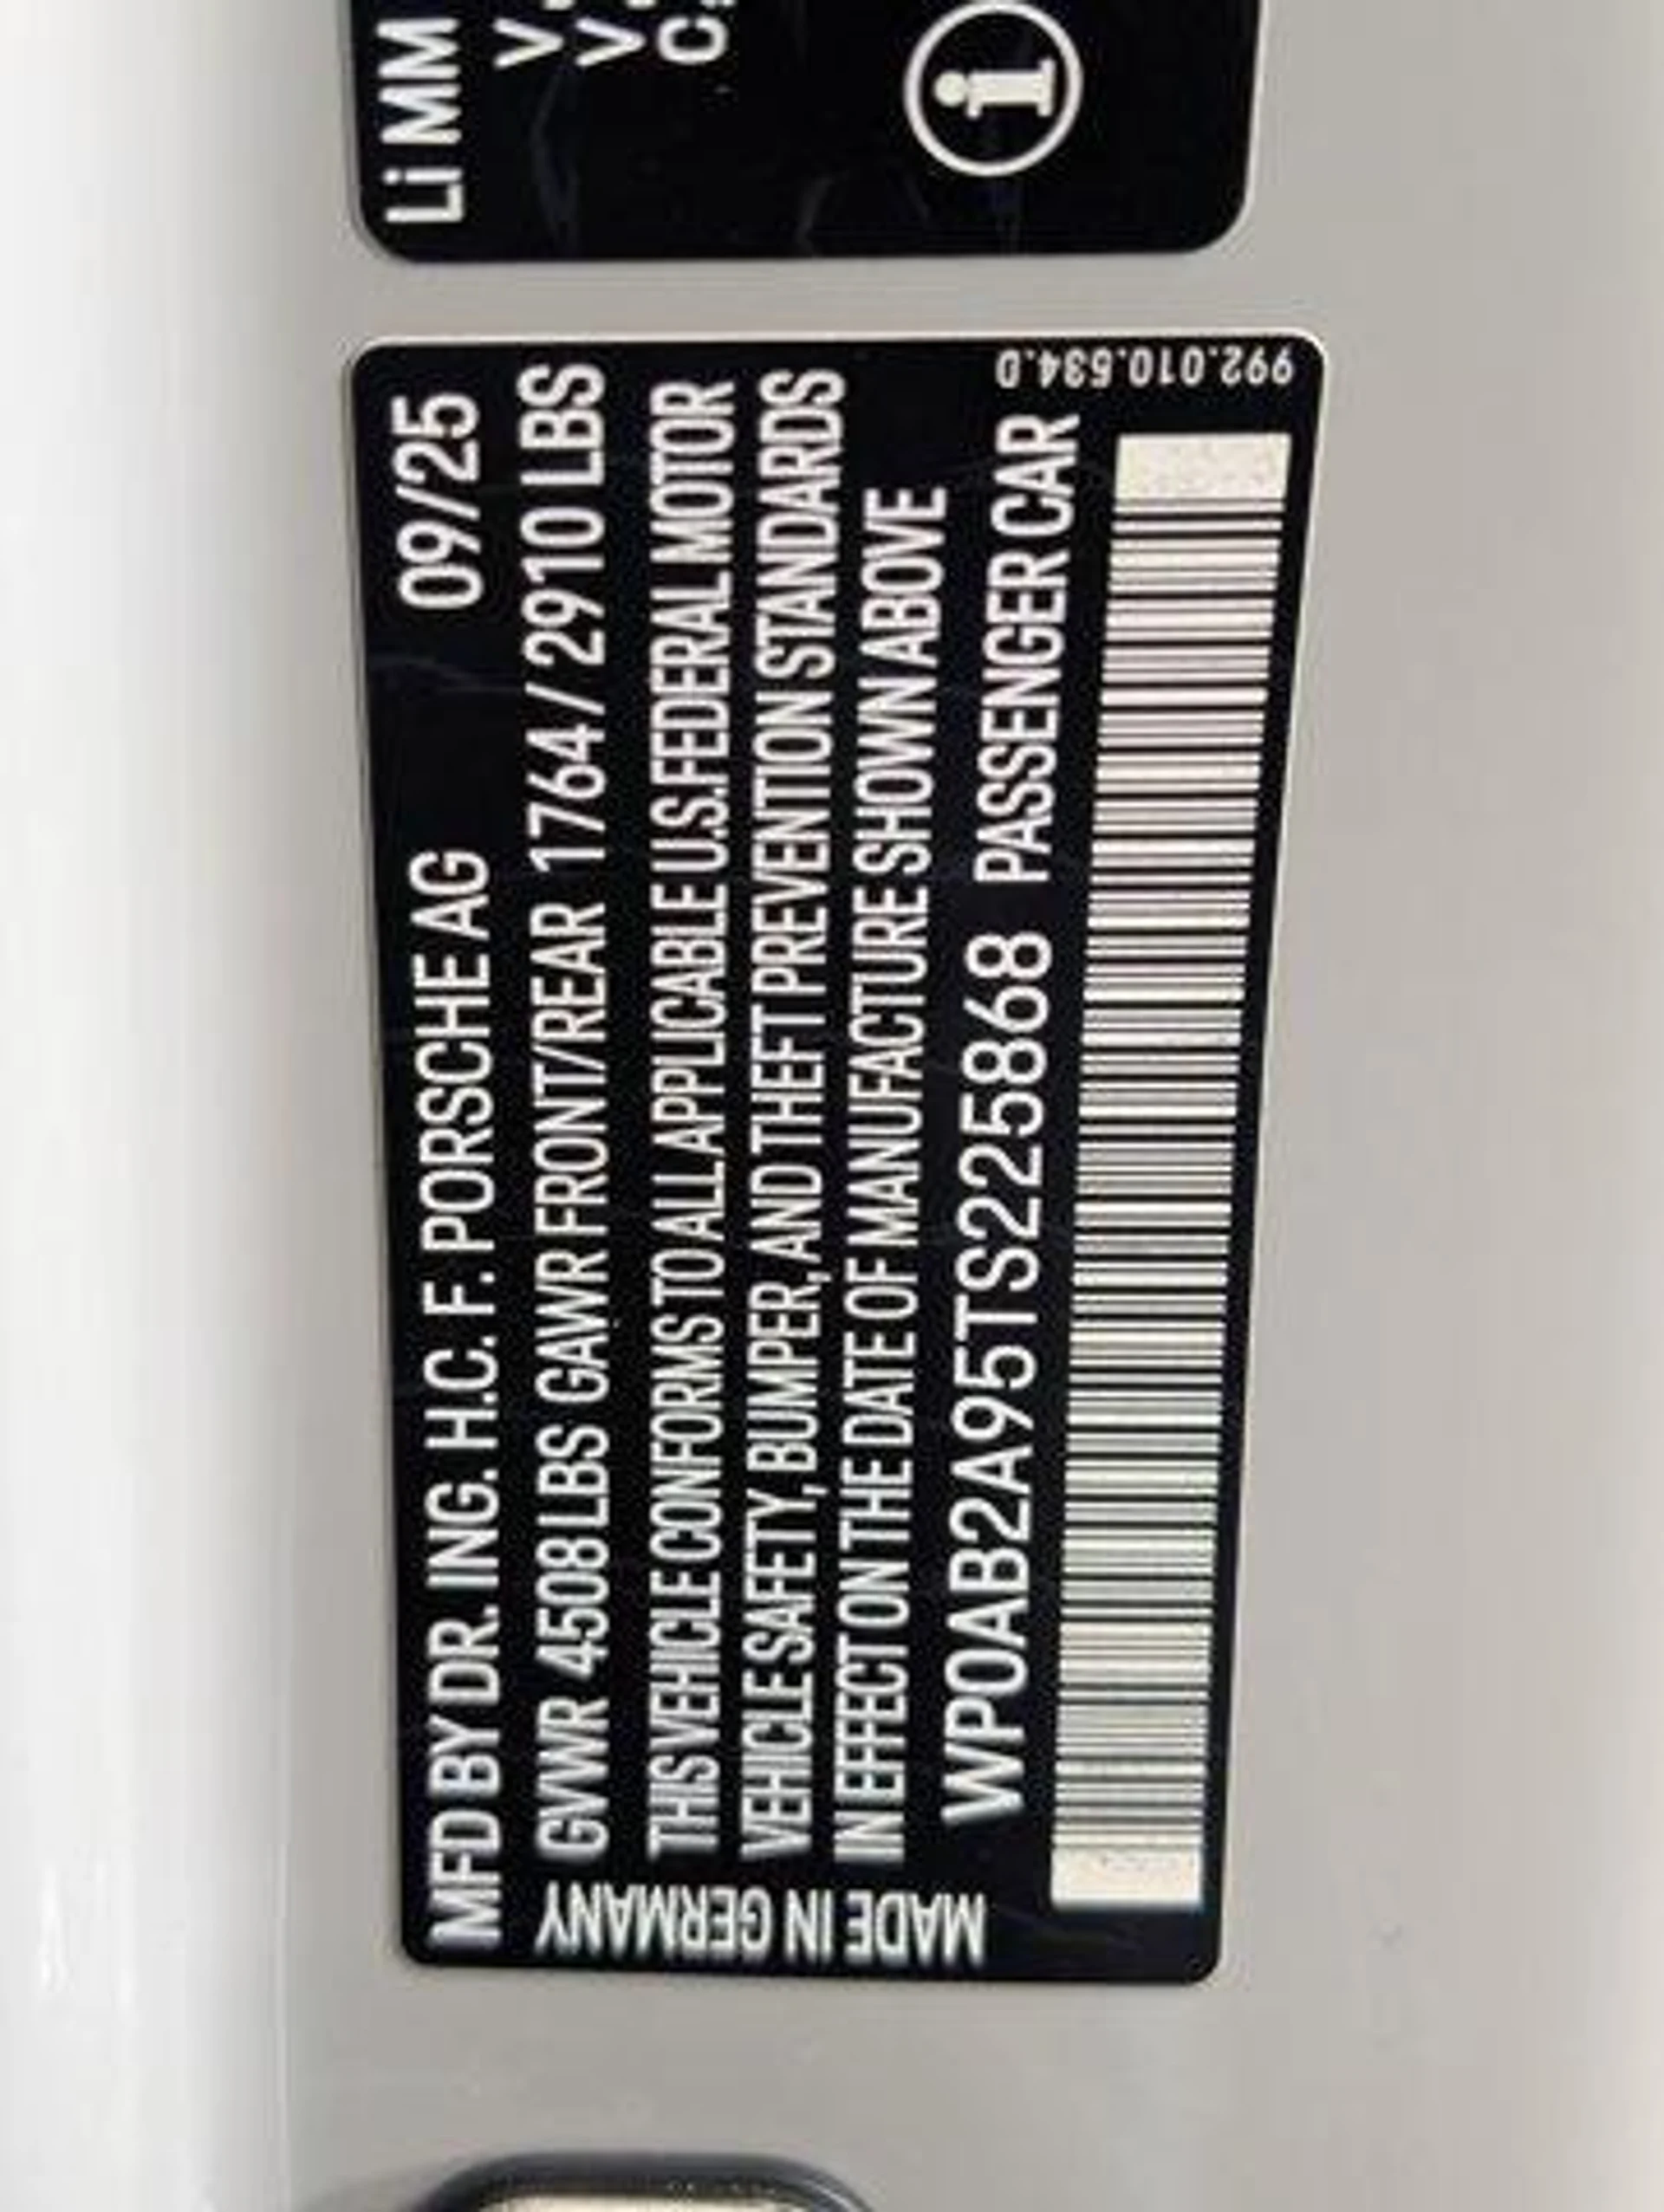 Li MM
i
MFD BY DR. ING. H.C. F. PORSCHE AG 09/25
GVWR 4508 LBS GAWR FRONT/REAR 1764 / 2910 LBS
THIS VEHICLE CONFORMS TO ALL APPLICABLE U.S. FEDERAL MOTOR
VEHICLE SAFETY, BUMPER, AND THEFT PREVENTION STANDARDS
IN EFFECT ON THE DATE OF MANUFACTURE SHOWN ABOVE
WP0AB2A95TS225868 PASSENGER CAR
MADE IN GERMANY
992.010.534.D